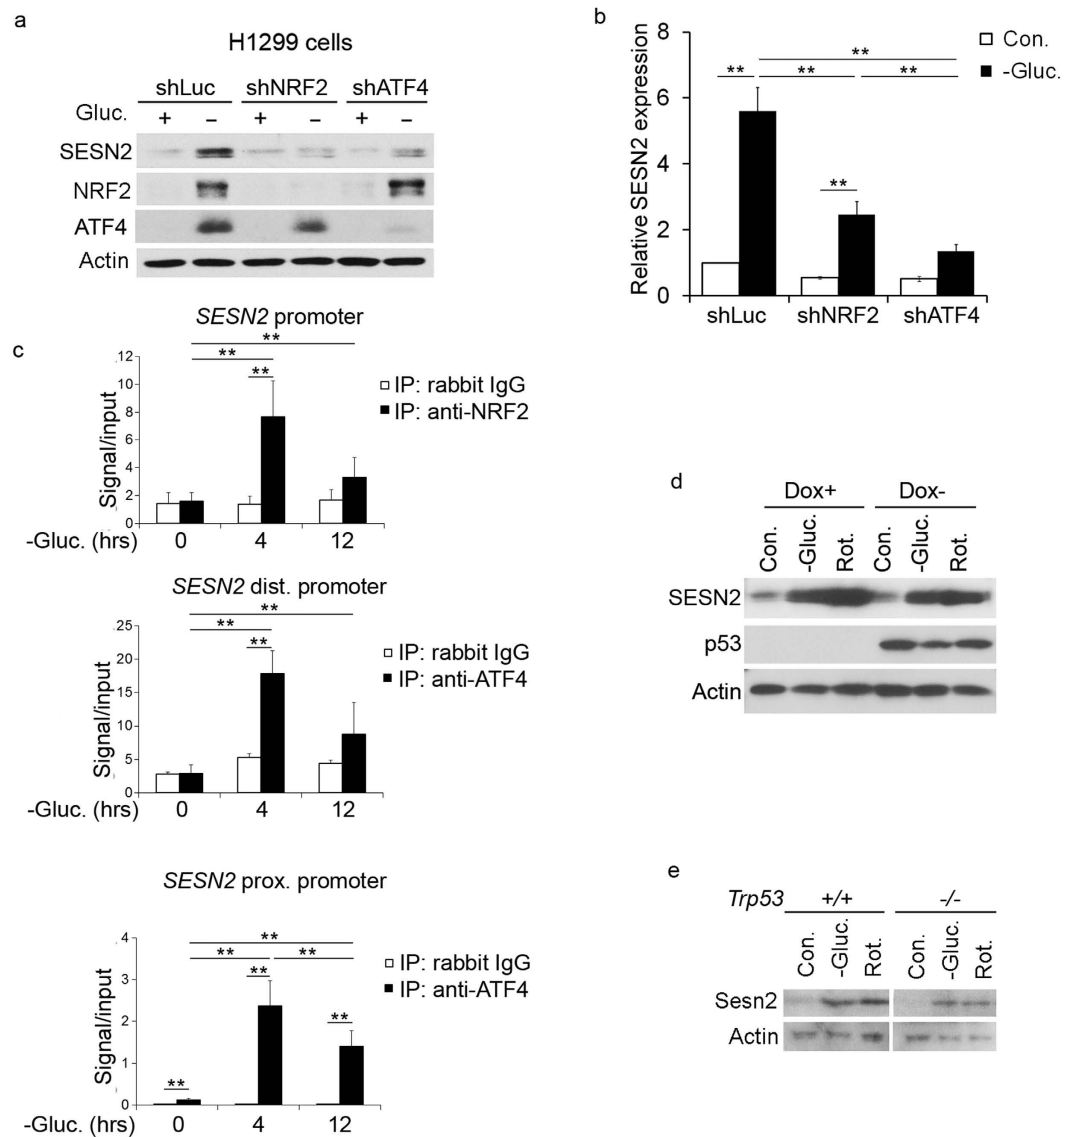 a
H1299 cells
shLuc shNRF2 shATF4
Gluc. + – + – + –
SESN2
NRF2
ATF4
Actin
b
Relative SESN2 expression
8
6
4
2
0
** ** ** ** **
Con.
-Gluc.
shLuc shNRF2 shATF4
c
SESN2 promoter
Signal/input
12
10
8
6
4
2
0
** ** **
IP: rabbit IgG
IP: anti-NRF2
-Gluc. (hrs) 0 4 12
SESN2 dist. promoter
Signal/input
25
20
15
10
5
0
** ** **
IP: rabbit IgG
IP: anti-ATF4
-Gluc. (hrs) 0 4 12
SESN2 prox. promoter
Signal/input
4
3
2
1
0
** ** ** ** ** **
IP: rabbit IgG
IP: anti-ATF4
-Gluc. (hrs) 0 4 12
d
Dox+ Dox-
Con. -Gluc. Rot. Con. -Gluc. Rot.
SESN2
p53
Actin
e
Trp53 +/+ -/-
Con. -Gluc. Rot. Con. -Gluc. Rot.
Sesn2
Actin